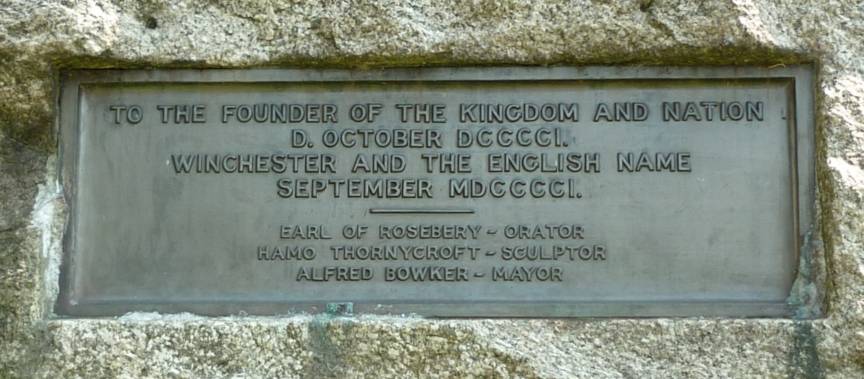 TO THE FOUNDER OF THE KINGDOM AND NATION
D. OCTOBER DCCCCI.
WINCHESTER AND THE ENGLISH NAME
SEPTEMBER MDCCCCI.
EARL OF ROSEBERY ~ ORATOR
HAMO THORNYCROFT ~ SCULPTOR
ALFRED BOWKER ~ MAYOR